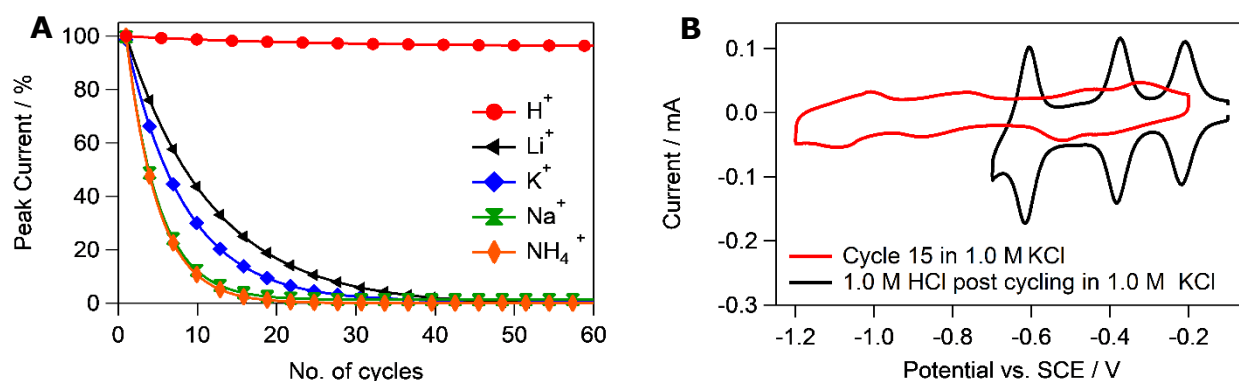 A
Peak Current / %
100
80
60
40
20
0
H+
Li+
K+
Na+
NH4+
0 10 20 30 40 50 60
No. of cycles
B
Current / mA
0.1
0.0
-0.1
-0.2
-0.3
Cycle 15 in 1.0 M KCl
1.0 M HCl post cycling in 1.0 M KCl
-1.2 -1.0 -0.8 -0.6 -0.4 -0.2
Potential vs. SCE / V